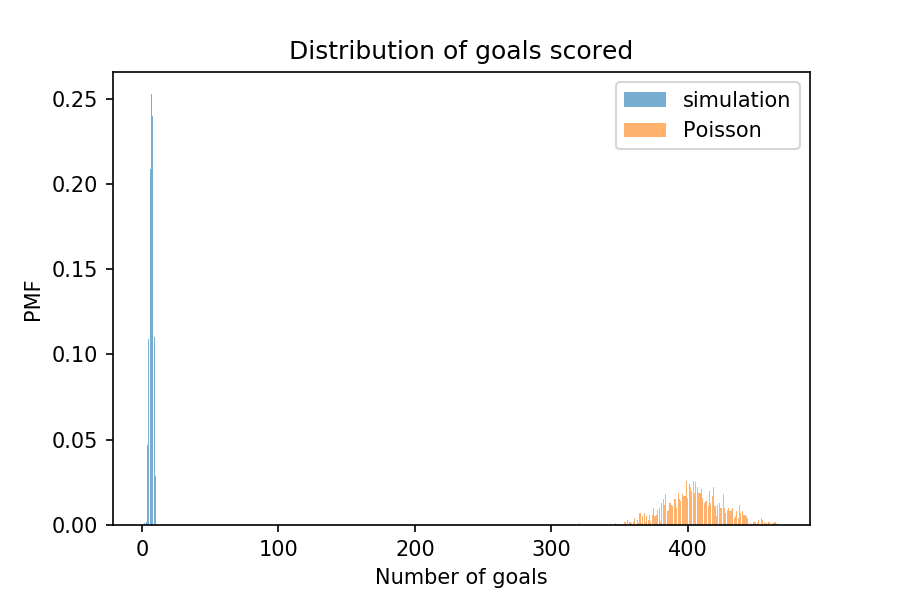 Distribution of goals scored
simulation
Poisson
0.25
0.20
0.15
0.10
0.05
0.00
PMF
0 100 200 300 400
Number of goals